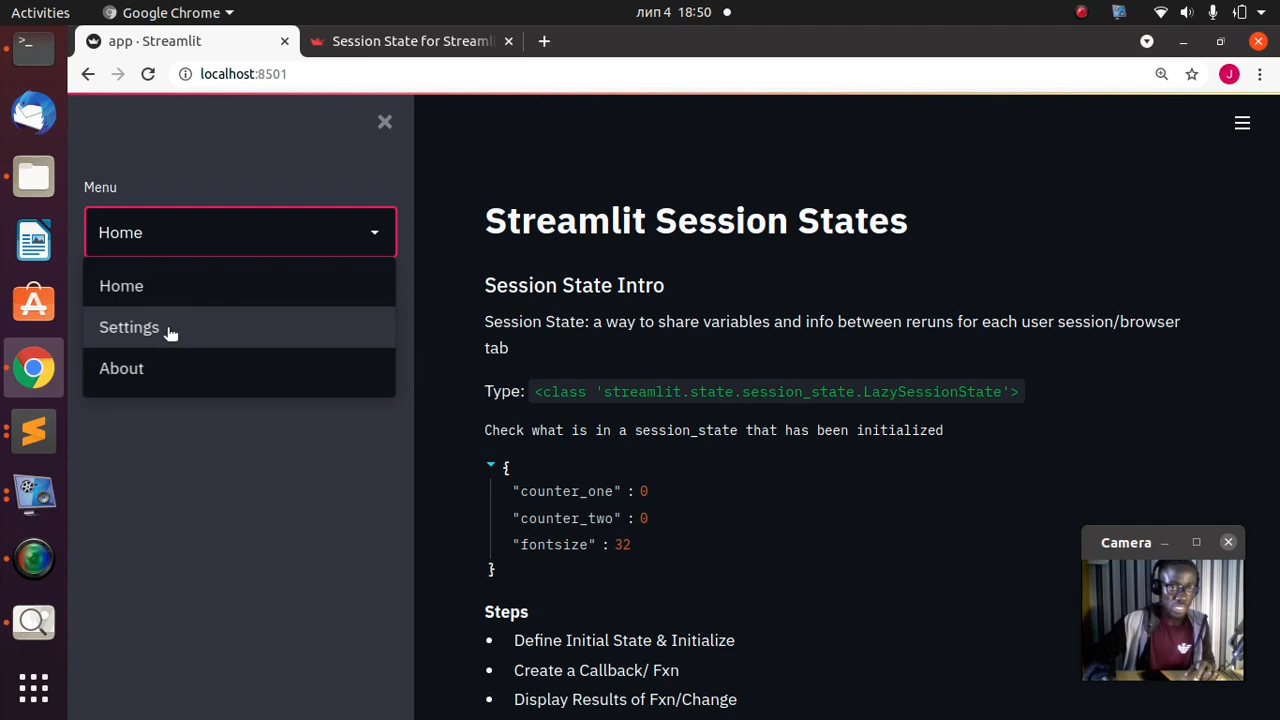 Activities
Google Chrome
лип 4 18:50
app · Streamlit
Session State for Streaml
localhost:8501
J
Menu
Home
Home
Settings
About
Streamlit Session States
Session State Intro
Session State: a way to share variables and info between reruns for each user session/browser
tab
Type: <class 'streamlit.state.session_state.LazySessionState'>
Check what is in a session_state that has been initialized
{
"counter_one" : 0
"counter_two" : 0
"fontsize" : 32
}
Steps
• Define Initial State & Initialize
• Create a Callback/ Fxn
• Display Results of Fxn/Change
Camera